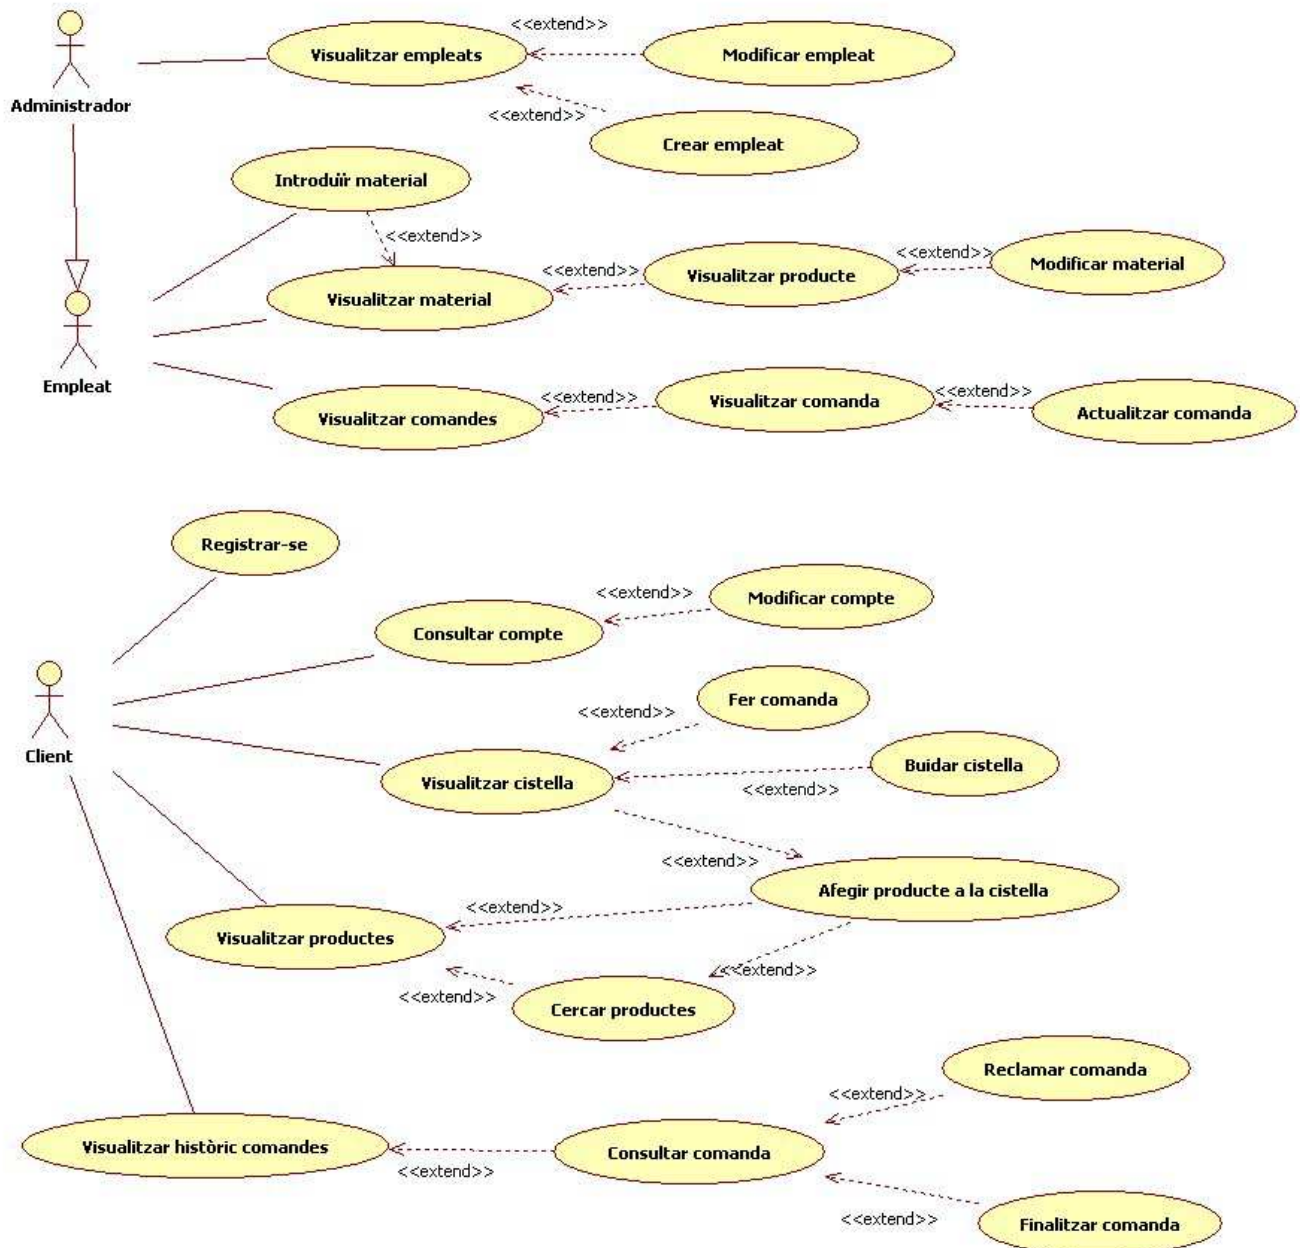 <<extend>>
Visualitzar empleats
Modificar empleat
Administrador
<<extend>>
Crear empleat
Introduïr material
<<extend>>
<<extend>>
Modificar material
<<extend>>
Visualitzar producte
Visualitzar material
Empleat
<<extend>>
<<extend>>
Visualitzar comanda
Actualitzar comanda
Visualitzar comandes
Registrar-se
<<extend>>
Modificar compte
Consultar compte
Fer comanda
<<extend>>
Client
Visualitzar cistella
Buidar cistella
<<extend>>
<<extend>>
Afegir producte a la cistella
<<extend>>
Visualitzar productes
<<extend>>
<<extend>>
Cercar productes
Reclamar comanda
<<extend>>
Visualitzar històric comandes
Consultar comanda
<<extend>>
<<extend>>
Finalitzar comanda